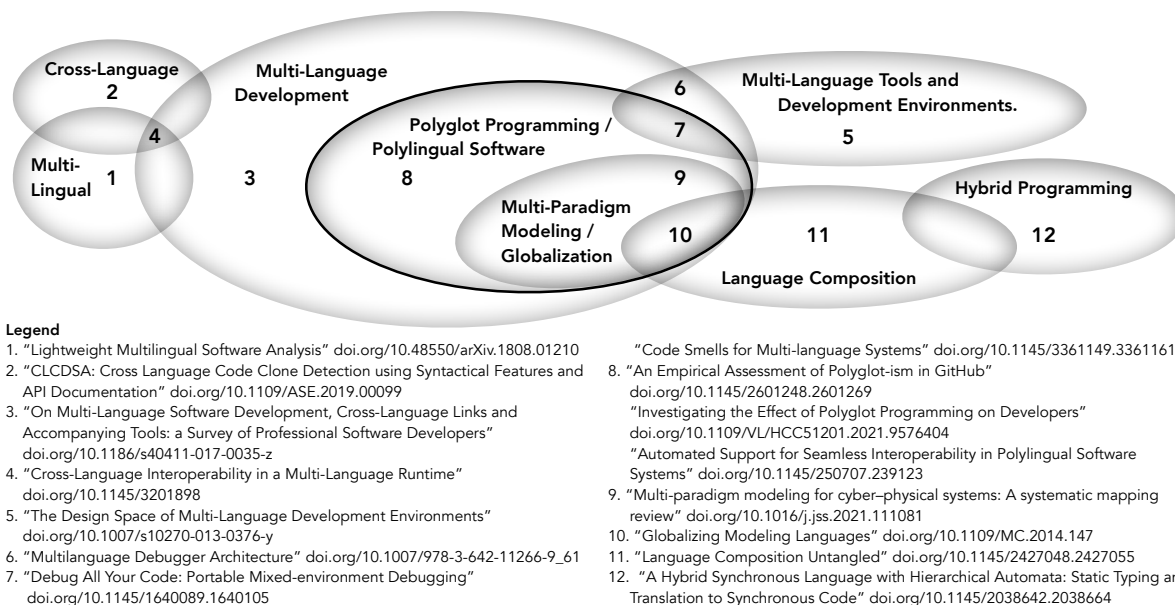 Cross-Language
2
Multi-
Lingual
1
4
Multi-Language
Development
3
Polyglot Programming /
Polylingual Software
8
6
7
Multi-Language Tools and
Development Environments.
5
9
Multi-Paradigm
Modeling /
Globalization
10
11
Language Composition
Hybrid Programming
12
Legend
1. “Lightweight Multilingual Software Analysis” doi.org/10.48550/arXiv.1808.01210
2. “CLCDSA: Cross Language Code Clone Detection using Syntactical Features and
API Documentation” doi.org/10.1109/ASE.2019.00099
3. “On Multi-Language Software Development, Cross-Language Links and
Accompanying Tools: a Survey of Professional Software Developers”
doi.org/10.1186/s40411-017-0035-z
4. “Cross-Language Interoperability in a Multi-Language Runtime”
doi.org/10.1145/3201898
5. “The Design Space of Multi-Language Development Environments”
doi.org/10.1007/s10270-013-0376-y
6. “Multilanguage Debugger Architecture” doi.org/10.1007/978-3-642-11266-9_61
7. “Debug All Your Code: Portable Mixed-environment Debugging”
doi.org/10.1145/1640089.1640105
“Code Smells for Multi-language Systems” doi.org/10.1145/3361149.3361161
8. “An Empirical Assessment of Polyglot-ism in GitHub”
doi.org/10.1145/2601248.2601269
“Investigating the Effect of Polyglot Programming on Developers”
doi.org/10.1109/VL/HCC51201.2021.9576404
“Automated Support for Seamless Interoperability in Polylingual Software
Systems” doi.org/10.1145/250707.239123
9. “Multi-paradigm modeling for cyber–physical systems: A systematic mapping
review” doi.org/10.1016/j.jss.2021.111081
10. “Globalizing Modeling Languages” doi.org/10.1109/MC.2014.147
11. “Language Composition Untangled” doi.org/10.1145/2427048.2427055
12. “A Hybrid Synchronous Language with Hierarchical Automata: Static Typing
Translation to Synchronous Code” doi.org/10.1145/2038642.2038664